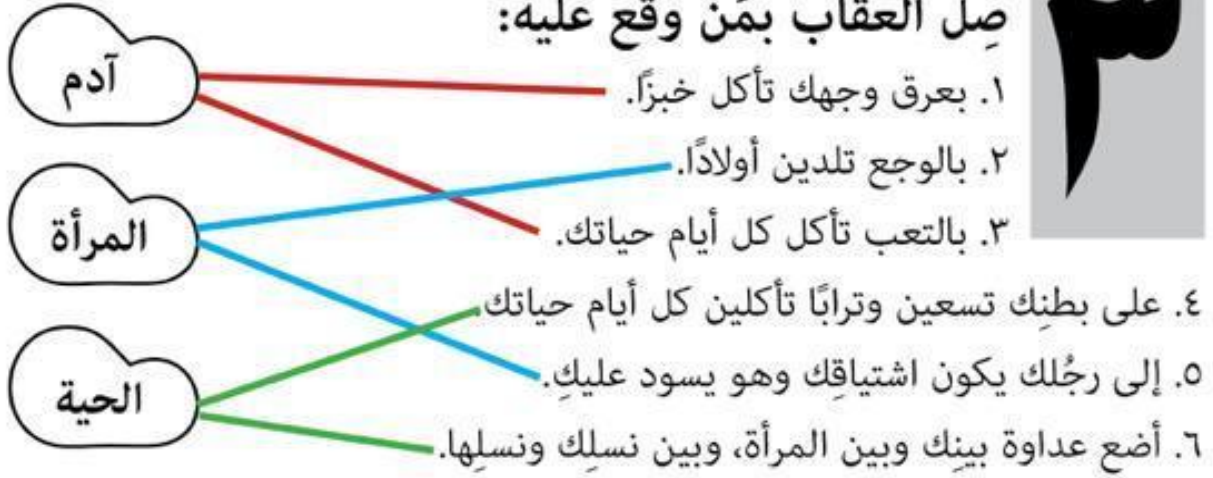 ٣
صِل العقاب بمَن وقع عليه:
١. بعرق وجهك تأكل خبزًا.
٢. بالوجع تلدين أولادًا.
٣. بالتعب تأكل كل أيام حياتك.
٤. على بطنِك تسعين وترابًا تأكلين كل أيام حياتك
٥. إلى رجُلك يكون اشتياقِك وهو يسود عليكِ.
٦. أضع عداوة بينِك وبين المرأة، وبين نسلِك ونسلِها.
آدم
المرأة
الحية